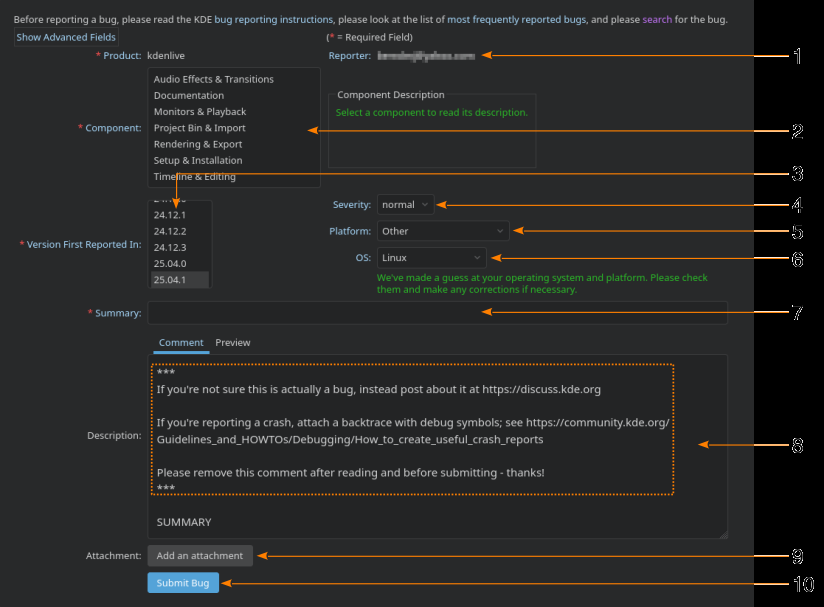 Before reporting a bug, please read the KDE bug reporting instructions, please look at the list of most frequently reported bugs, and please search for the bug.
Show Advanced Fields
(* = Required Field)
* Product: kdenlive
Reporter:
1
* Component:
Audio Effects & Transitions
Documentation
Monitors & Playback
Project Bin & Import
Rendering & Export
Setup & Installation
Timeline & Editing
Component Description
Select a component to read its description.
2
3
* Version First Reported In:
24.12.1
24.12.2
24.12.3
25.04.0
25.04.1
Severity: normal
4
Platform: Other
5
OS: Linux
6
We've made a guess at your operating system and platform. Please check
them and make any corrections if necessary.
* Summary:
7
Comment Preview
Description:
***
If you're not sure this is actually a bug, instead post about it at https://discuss.kde.org
If you're reporting a crash, attach a backtrace with debug symbols; see https://community.kde.org/
Guidelines_and_HOWTOs/Debugging/How_to_create_useful_crash_reports
Please remove this comment after reading and before submitting - thanks!
***
SUMMARY
8
Attachment: Add an attachment
9
Submit Bug
10